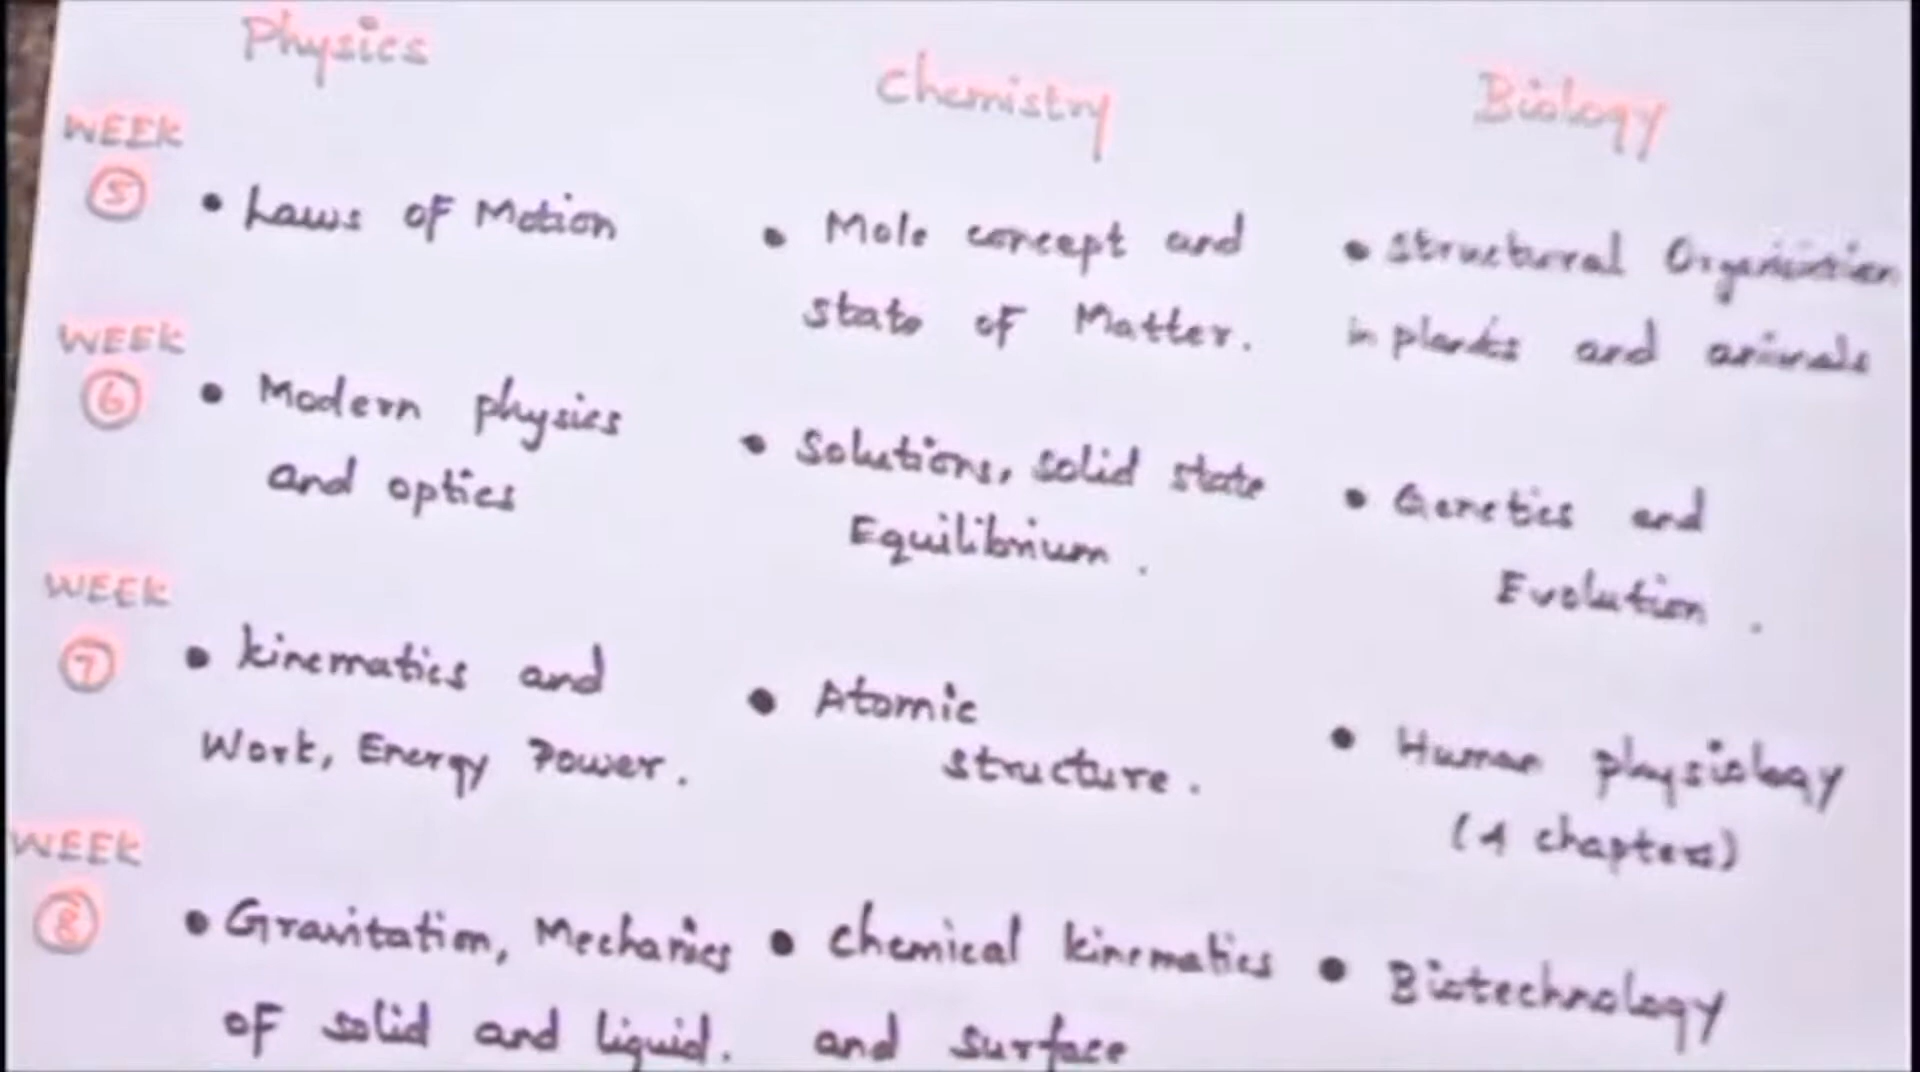 Physics
Chemistry
Biology
WEEK
5
• Laws of Motion
• Mole concept and
state of Matter.
• Structural Organisation
in plants and animals
WEEK
6
• Modern physics
and optics
• Solutions, solid state
Equilibrium.
• Genetics and
Evolution.
WEEK
7
• kinematics and
Work, Energy Power.
• Atomic
structure.
• Human physiology
(4 chapters)
WEEK
8
• Gravitation, Mechanics
of solid and liquid.
• Chemical kinematics
and surface
• Biotechnology